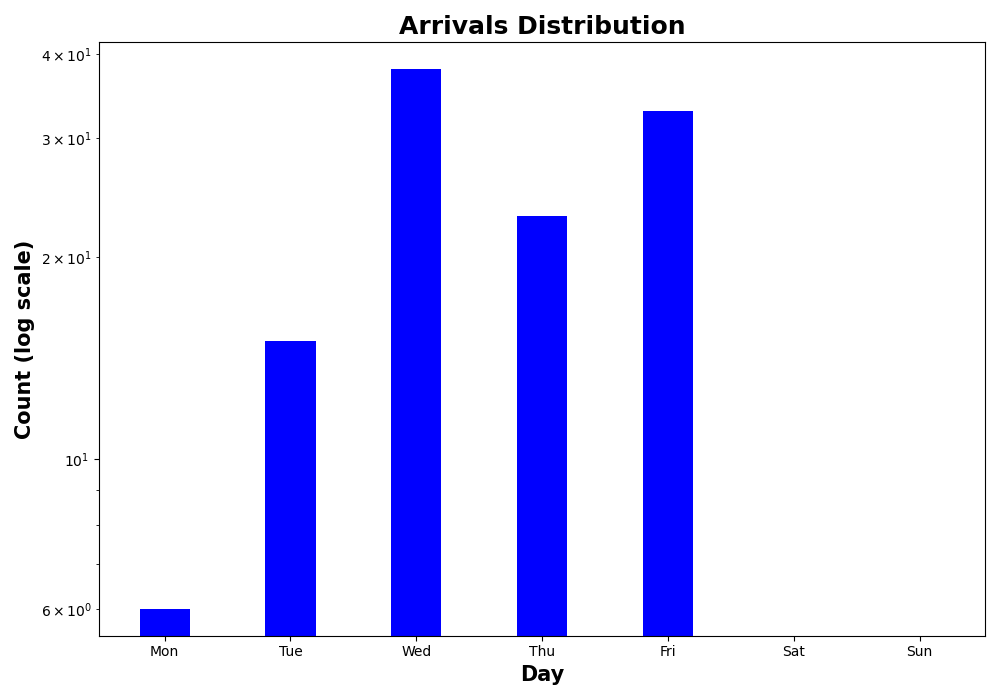 Arrivals Distribution
4 × 10¹
3 × 10¹
2 × 10¹
10¹
6 × 10⁰
Count (log scale)
Mon Tue Wed Thu Fri Sat Sun
Day